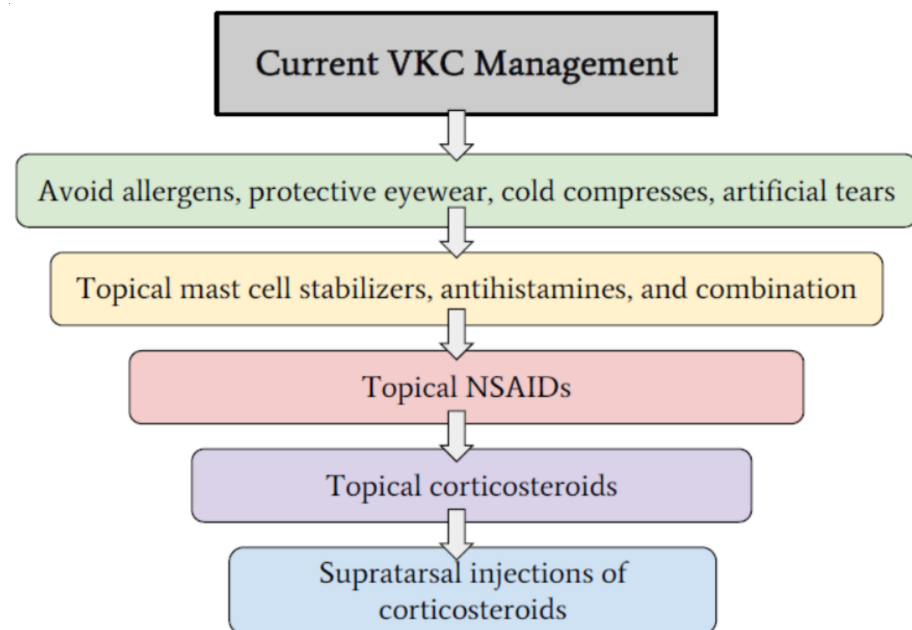 Current VKC Management
Avoid allergens, protective eyewear, cold compresses, artificial tears
Topical mast cell stabilizers, antihistamines, and combination
Topical NSAIDs
Topical corticosteroids
Supratarsal injections of
corticosteroids